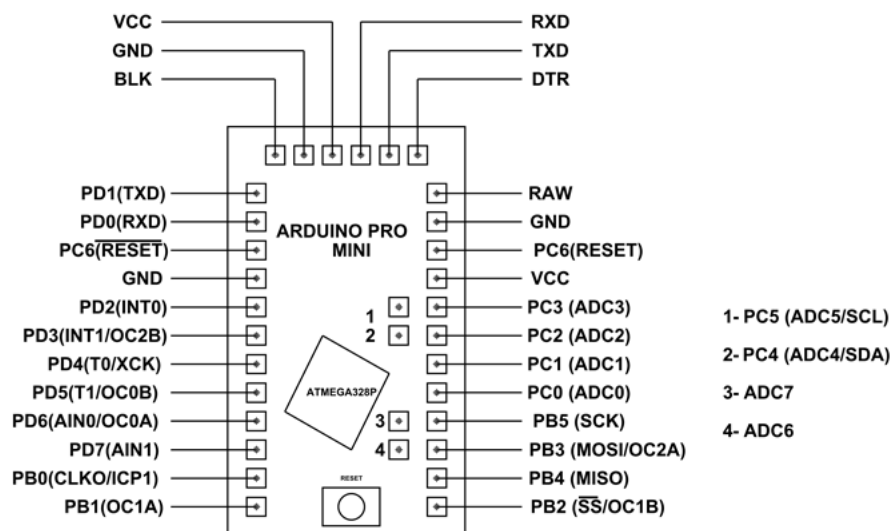 VCC
GND
BLK
RXD
TXD
DTR
PD1(TXD)
PD0(RXD)
PC6(RESET)
GND
PD2(INT0)
PD3(INT1/OC2B)
PD4(T0/XCK)
PD5(T1/OC0B)
PD6(AIN0/OC0A)
PD7(AIN1)
PB0(CLKO/ICP1)
PB1(OC1A)
ARDUINO PRO
MINI
1
2
ATMEGA328P
3
4
RESET
RAW
GND
PC6(RESET)
VCC
PC3 (ADC3)
PC2 (ADC2)
PC1 (ADC1)
PC0 (ADC0)
PB5 (SCK)
PB3 (MOSI/OC2A)
PB4 (MISO)
PB2 (SS/OC1B)
1- PC5 (ADC5/SCL)
2- PC4 (ADC4/SDA)
3- ADC7
4- ADC6